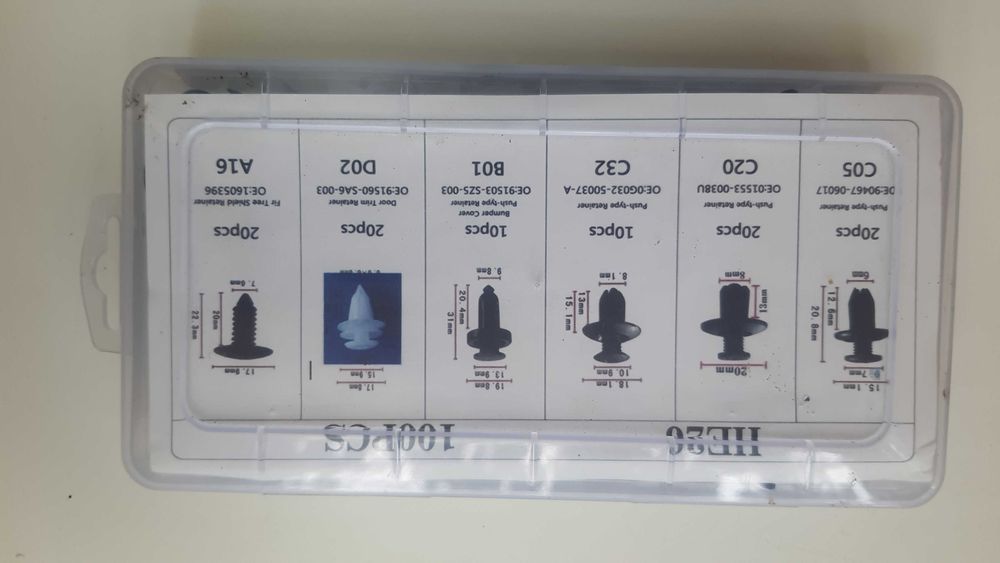 100PCS
15.1mm
20.8mm
12.6mm
6mm
20pcs
Push-type Retainer
OE:90467-06017
C05
20mm
13mm
8mm
20pcs
Push-type Retainer
OE:01553-0038U
C20
18.1mm
10.9mm
15.1mm
13mm
8.1mm
10pcs
Push-type Retainer
OE:05032-50037-A
C32
19.8mm
13.9mm
31mm
20.4mm
9.8mm
10pcs
Bumper Cover
Push-type Retainer
OE:91503-SZ5-003
B01
17.8mm
15.9mm
20pcs
Door Trim Retainer
OE:91560-SA6-003
D02
17.9mm
22.3mm
20mm
7.6mm
20pcs
Fir Tree Shield Retainer
OE:1605396
A16